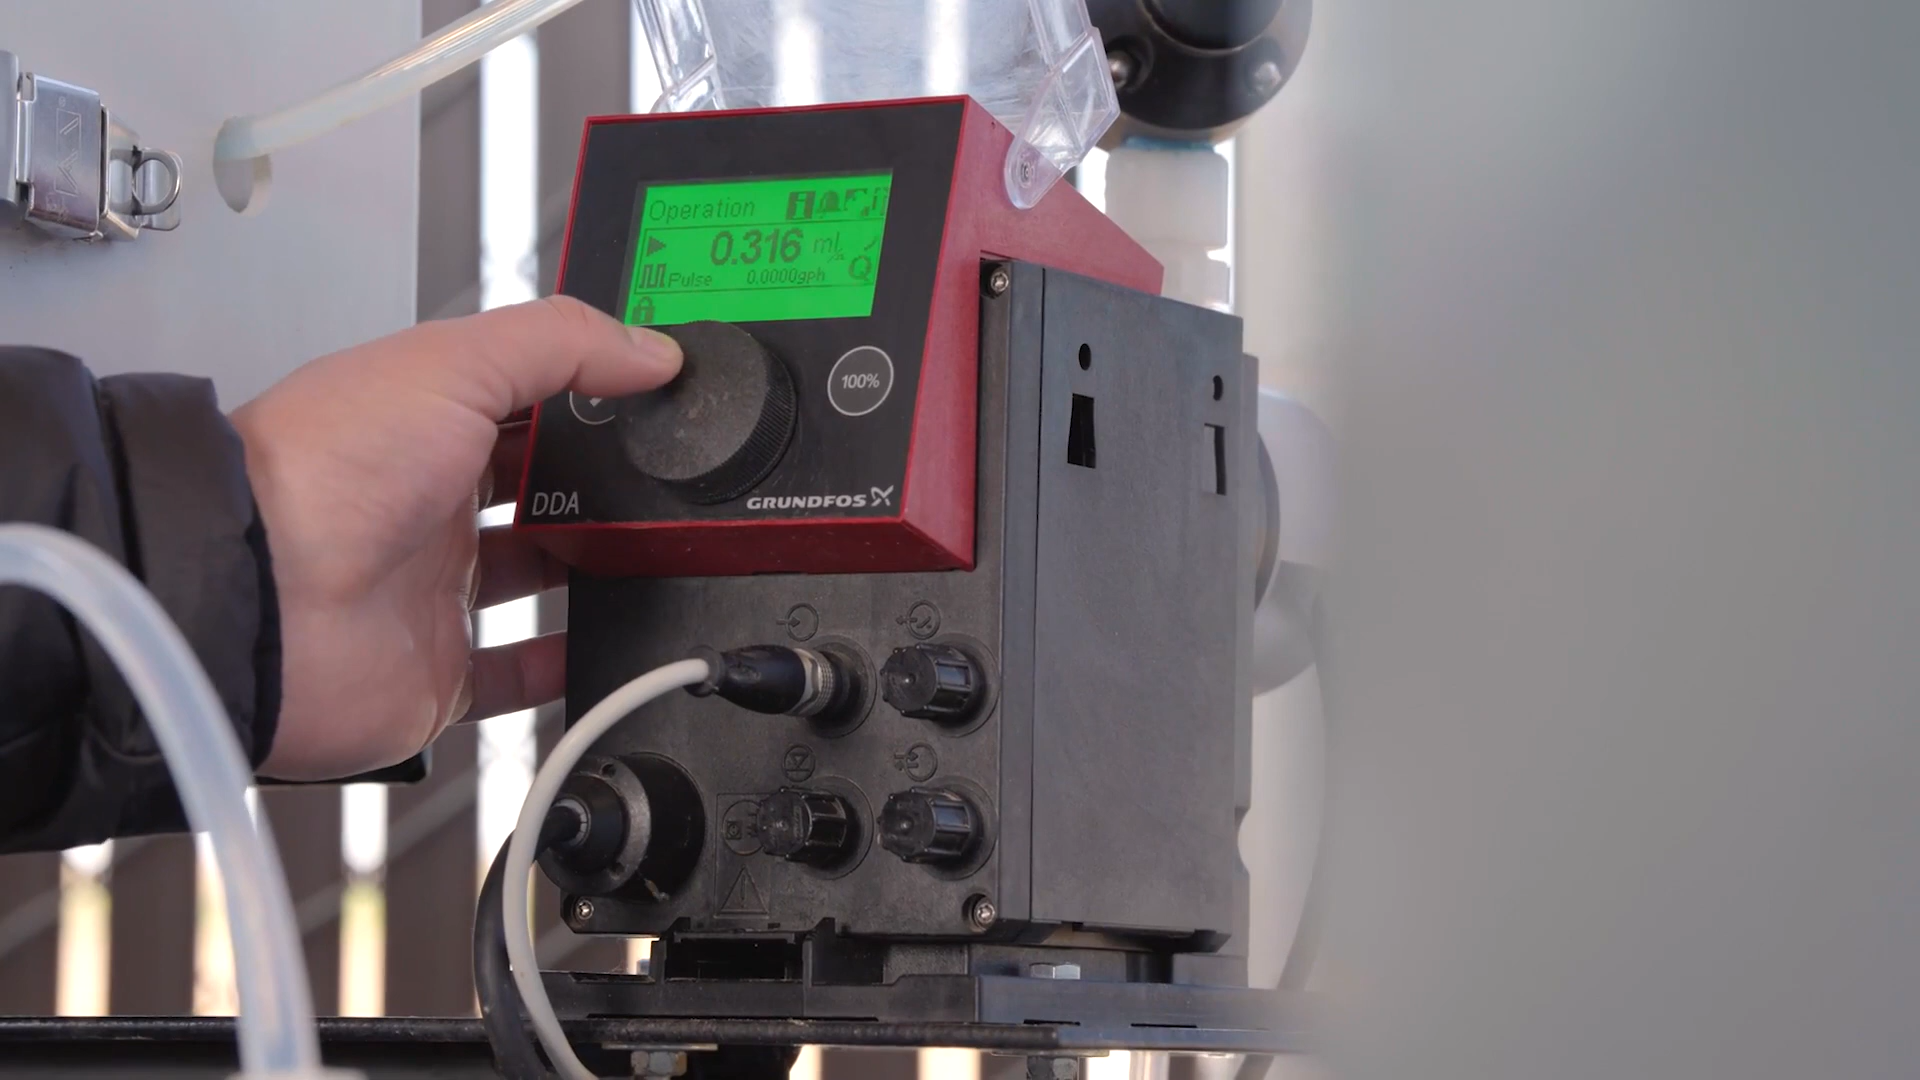 Operation
0.316 ml/
Pulse 0.0000gph
100%
DDA
GRUNDFOS